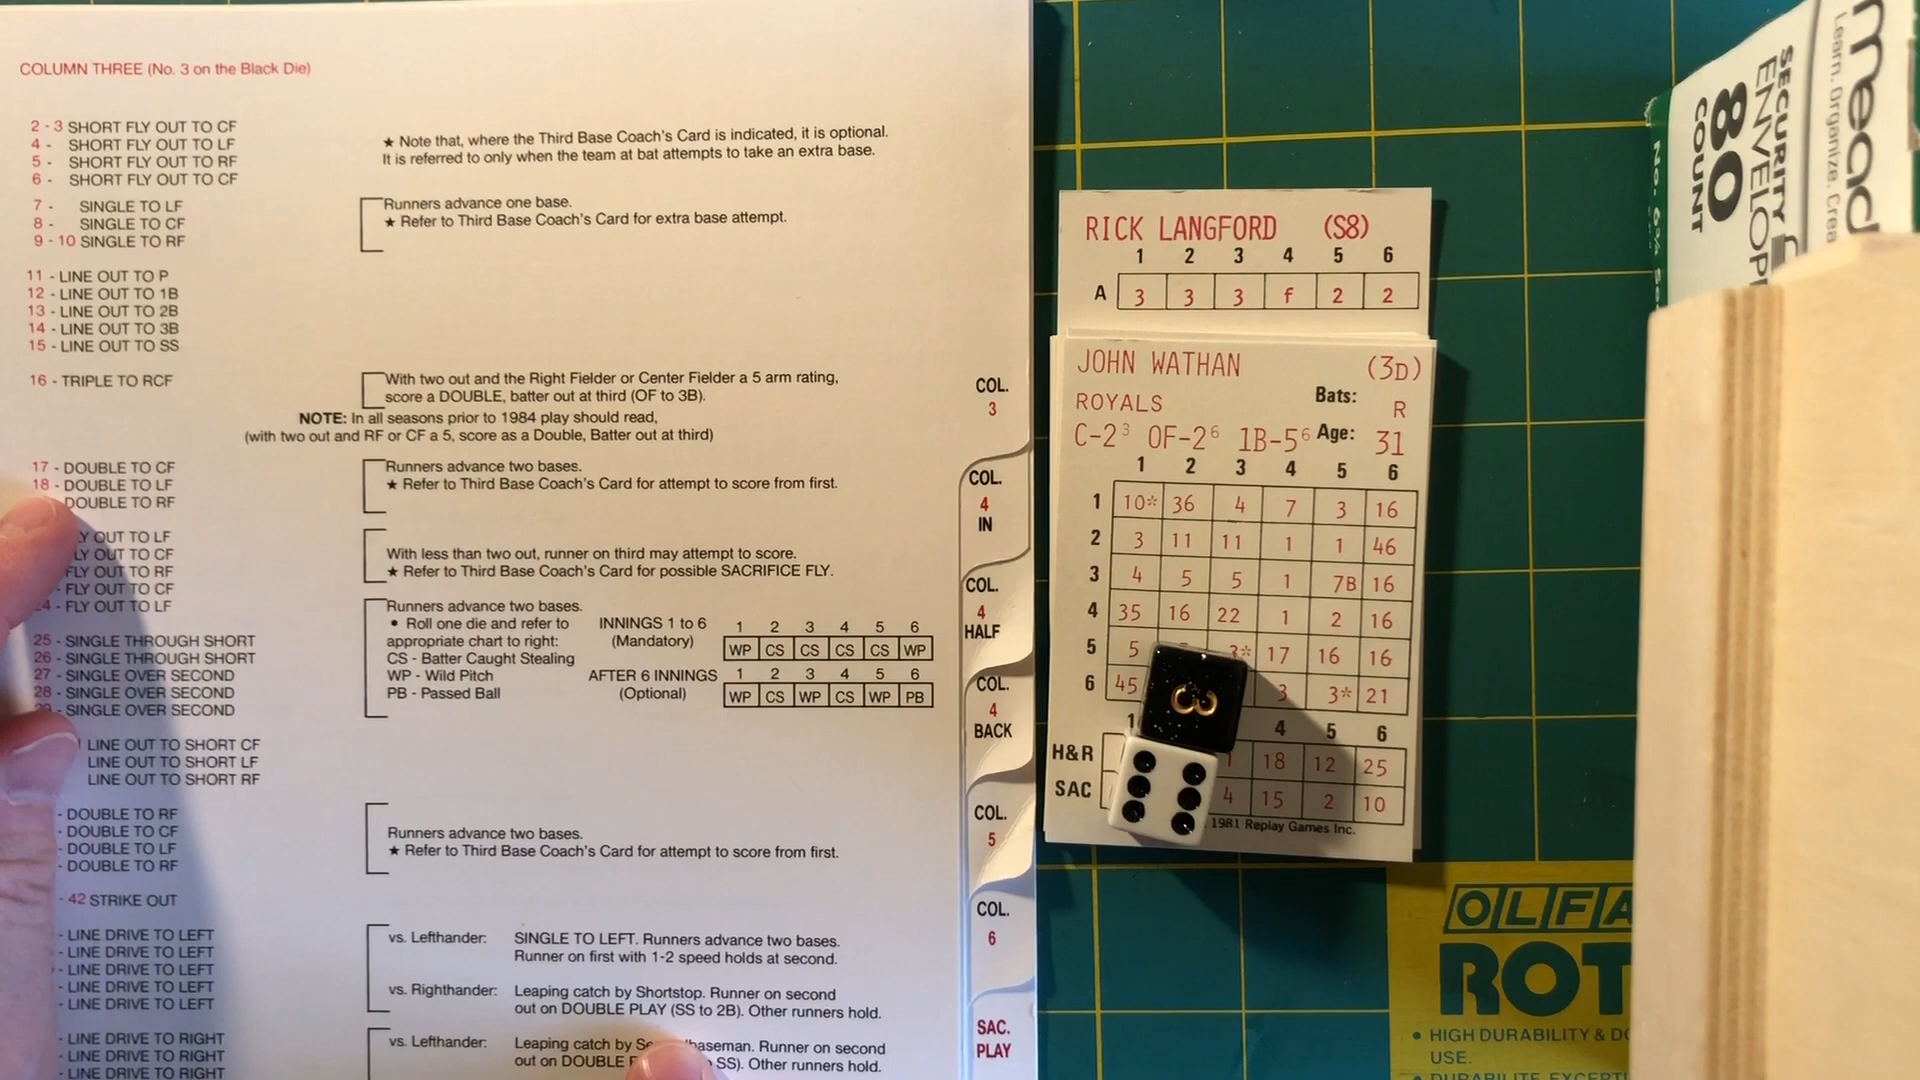 COLUMN THREE (No. 3 on the Black Die)
2 - 3 SHORT FLY OUT TO CF
4 - SHORT FLY OUT TO LF
5 - SHORT FLY OUT TO RF
6 - SHORT FLY OUT TO CF
★ Note that, where the Third Base Coach's Card is indicated, it is optional.
It is referred to only when the team at bat attempts to take an extra base.
7 - SINGLE TO LF
8 - SINGLE TO CF
9 - 10 SINGLE TO RF
Runners advance one base.
★ Refer to Third Base Coach's Card for extra base attempt.
11 - LINE OUT TO P
12 - LINE OUT TO 1B
13 - LINE OUT TO 2B
14 - LINE OUT TO 3B
15 - LINE OUT TO SS
16 - TRIPLE TO RCF
With two out and the Right Fielder or Center Fielder a 5 arm rating,
score a DOUBLE, batter out at third (OF to 3B).
NOTE: In all seasons prior to 1984 play should read,
(with two out and RF or CF a 5, score as a Double, Batter out at third)
17 - DOUBLE TO CF
18 - DOUBLE TO LF
DOUBLE TO RF
Runners advance two bases.
★ Refer to Third Base Coach's Card for attempt to score from first.
OUT TO LF
OUT TO CF
FLY OUT TO RF
FLY OUT TO CF
- FLY OUT TO LF
With less than two out, runner on third may attempt to score.
★ Refer to Third Base Coach's Card for possible SACRIFICE FLY.
25 - SINGLE THROUGH SHORT
26 - SINGLE THROUGH SHORT
27 - SINGLE OVER SECOND
28 - SINGLE OVER SECOND
- SINGLE OVER SECOND
Runners advance two bases.
• Roll one die and refer to
appropriate chart to right:
CS - Batter Caught Stealing
WP - Wild Pitch
PB - Passed Ball
INNINGS 1 to 6
(Mandatory)
1 2 3 4 5 6
WP CS CS CS CS WP
AFTER 6 INNINGS
(Optional)
1 2 3 4 5 6
WP CS WP CS WP PB
LINE OUT TO SHORT CF
LINE OUT TO SHORT LF
LINE OUT TO SHORT RF
- DOUBLE TO RF
- DOUBLE TO CF
- DOUBLE TO LF
- DOUBLE TO RF
Runners advance two bases.
★ Refer to Third Base Coach's Card for attempt to score from first.
- 42 STRIKE OUT
- LINE DRIVE TO LEFT
- LINE DRIVE TO LEFT
- LINE DRIVE TO LEFT
- LINE DRIVE TO LEFT
- LINE DRIVE TO LEFT
vs. Lefthander: SINGLE TO LEFT. Runners advance two bases.
Runner on first with 1-2 speed holds at second.
vs. Righthander: Leaping catch by Shortstop. Runner on second
out on DOUBLE PLAY (SS to 2B). Other runners hold.
- LINE DRIVE TO RIGHT
- LINE DRIVE TO RIGHT
- LINE DRIVE TO RIGHT
vs. Lefthander: Leaping catch by Runner on second
out on DOUBLE SS). Other runners hold.
COL.
3
COL.
4
IN
COL.
4
HALF
COL.
4
BACK
COL.
5
COL.
6
SAC.
PLAY
RICK LANGFORD (S8)
1 2 3 4 5 6
A 3 3 3 f 2 2
JOHN WATHAN (3D)
ROYALS Bats: R
C-2³ OF-2⁶ 1B-5⁶ Age: 31
1 2 3 4 5 6
1 10* 36 4 7 3 16
2 3 11 11 1 1 46
3 4 5 5 1 7B 16
4 35 16 22 1 2 16
5 5 17 16 16
6 45 3 3* 21
1 4 5 6
H&R 18 12 25
SAC 4 15 2 10
1981 Replay Games Inc.
3
mead
Learn. Organize.
SECURITY
80
COUNT
OLFA
ROT
• HIGH DURABILITY &
USE.